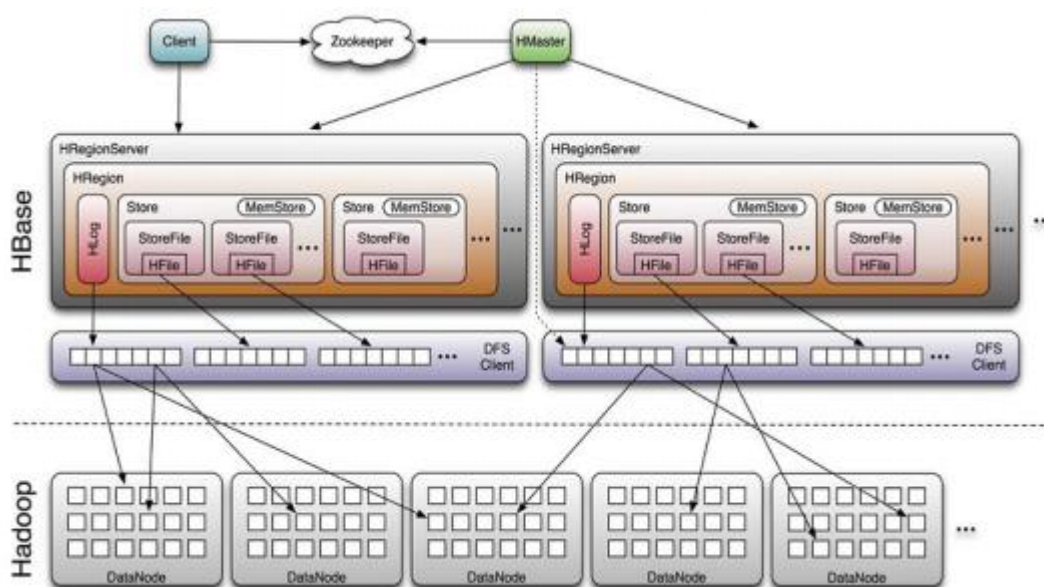 Client
Zookeeper
HMaster
HBase
HRegionServer
HRegion
HLog
Store
MemStore
StoreFile
HFile
StoreFile
HFile
...
Store
MemStore
StoreFile
HFile
...
...
HRegionServer
HRegion
HLog
Store
MemStore
StoreFile
HFile
StoreFile
HFile
...
Store
MemStore
StoreFile
HFile
...
...
...
DFS
Client
...
DFS
Client
Hadoop
DataNode
DataNode
DataNode
DataNode
DataNode
...